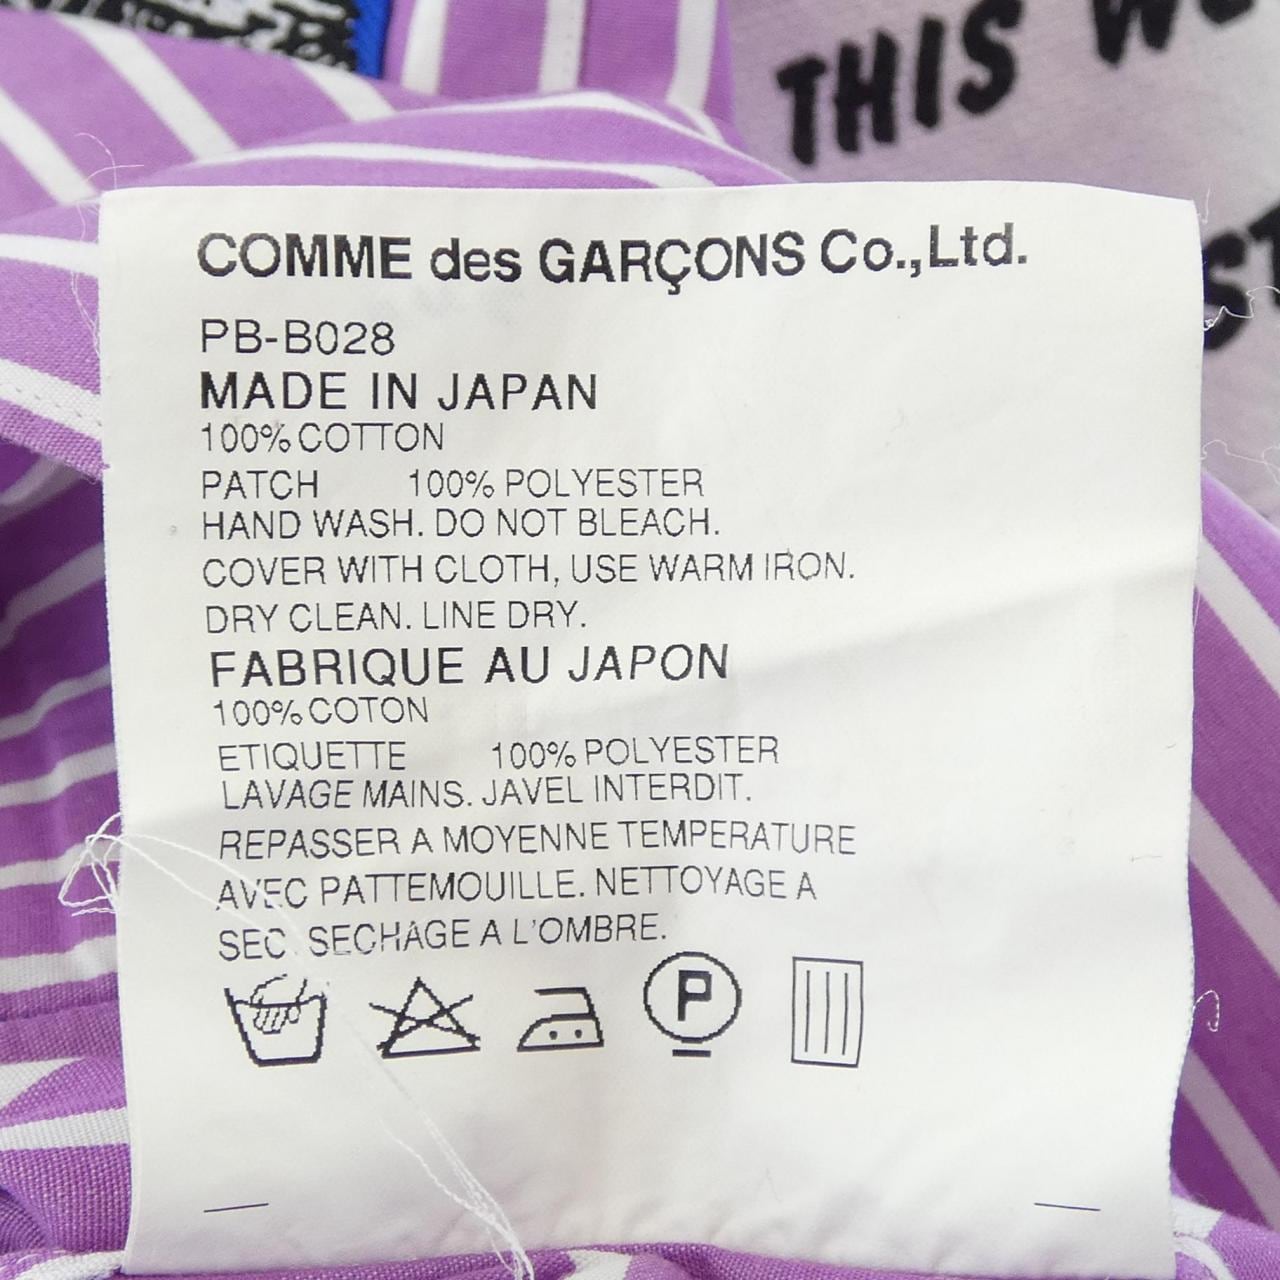 THIS
COMME des GARÇONS Co.,Ltd.
PB-B028
MADE IN JAPAN
100% COTTON
PATCH 100% POLYESTER
HAND WASH. DO NOT BLEACH.
COVER WITH CLOTH, USE WARM IRON.
DRY CLEAN. LINE DRY.
FABRIQUE AU JAPON
100% COTON
ETIQUETTE 100% POLYESTER
LAVAGE MAINS. JAVEL INTERDIT.
REPASSER A MOYENNE TEMPERATURE
AVEC PATTEMOUILLE. NETTOYAGE A
SEC. SECHAGE A L'OMBRE.
P